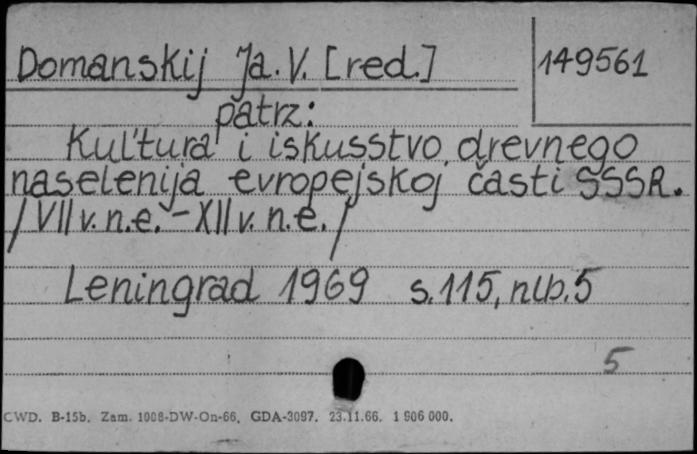 Domanskij Ja. V. [red.]
149561
patrz:
Kul'tura i iskusstvo drevnego
naselenija evropejskoj časti SSSR.
/VII v. n.e. - XII v. n.e./
Leningrad 1969 s. 115, nlb. 5
5
CWD. B-15b. Zam. 1008-DW-On-66. GDA-3097. 23.11.66. 1 906 000.